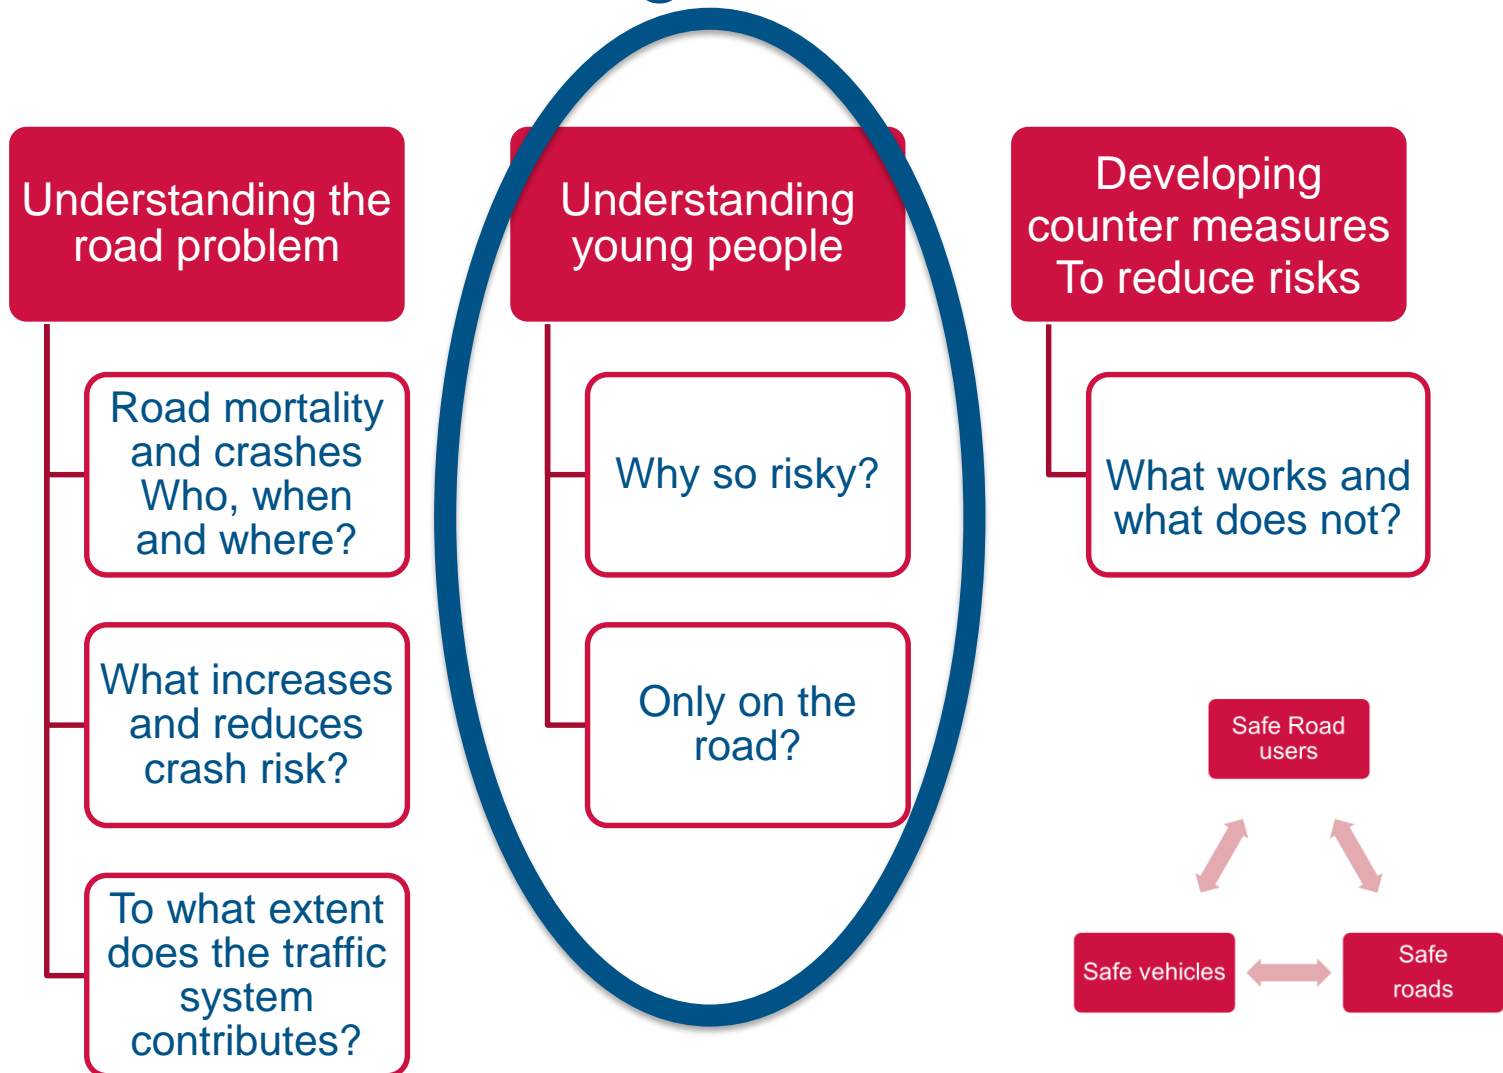 Understanding the
road problem
Road mortality
and crashes
Who, when
and where?
What increases
and reduces
crash risk?
To what extent
does the traffic
system
contributes?
Understanding
young people
Why so risky?
Only on the
road?
Developing
counter measures
To reduce risks
What works and
what does not?
Safe Road
users
Safe vehicles
Safe
roads